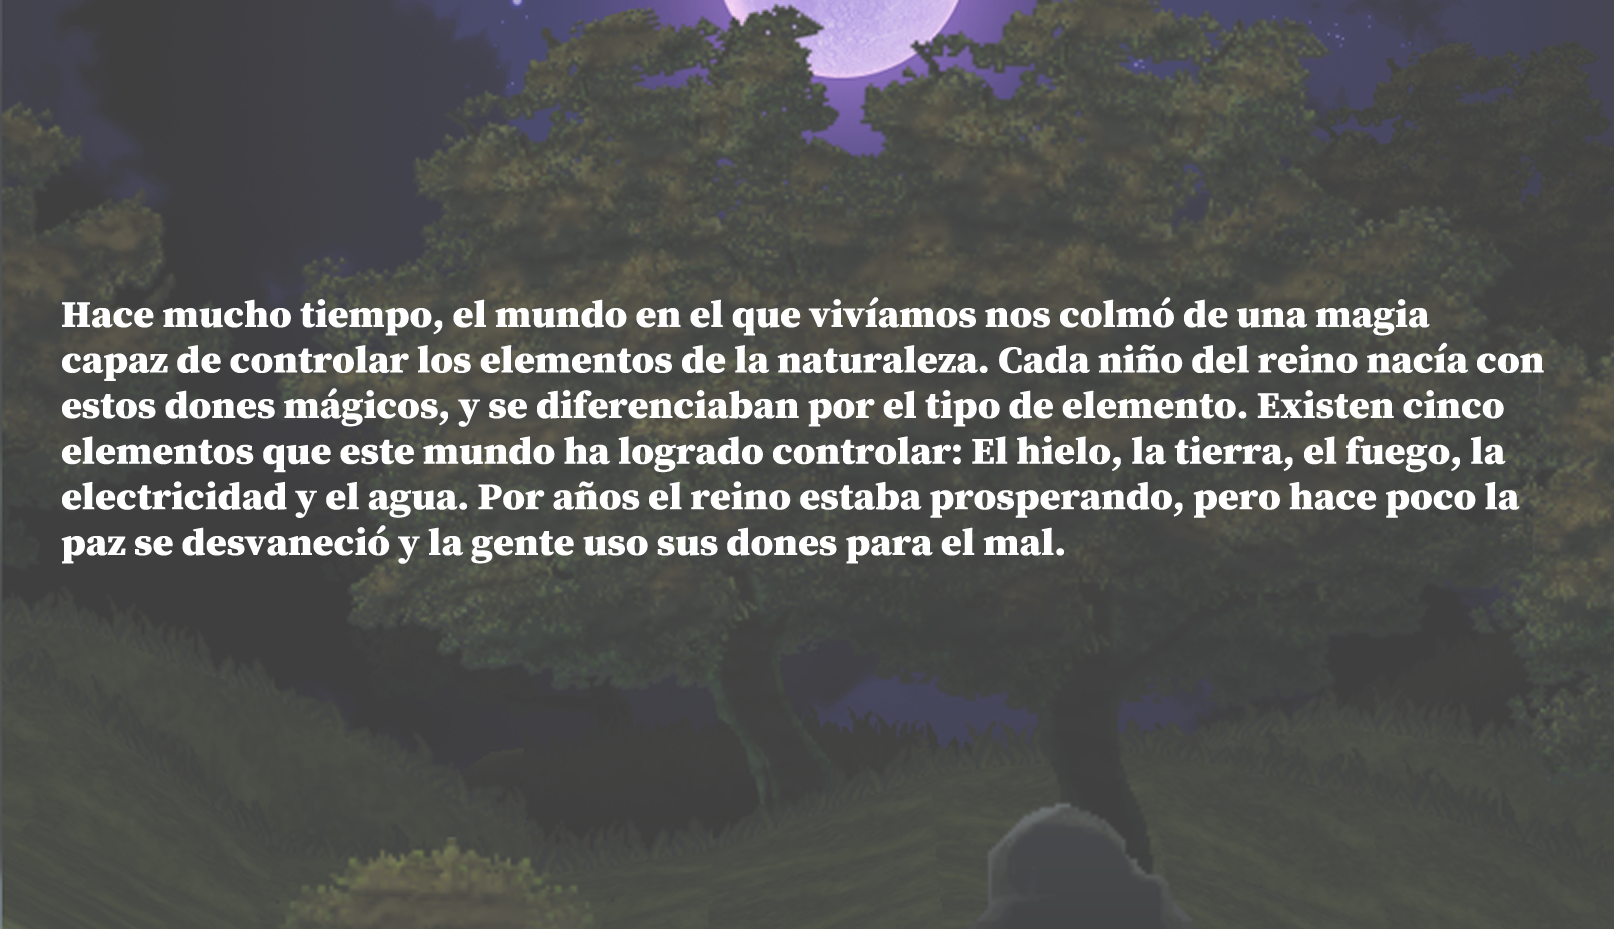 Hace mucho tiempo, el mundo en el que vivíamos nos colmó de una magia
capaz de controlar los elementos de la naturaleza. Cada niño del reino nacía con
estos dones mágicos, y se diferenciaban por el tipo de elemento. Existen cinco
elementos que este mundo ha logrado controlar: El hielo, la tierra, el fuego, la
electricidad y el agua. Por años el reino estaba prosperando, pero hace poco la
paz se desvaneció y la gente uso sus dones para el mal.